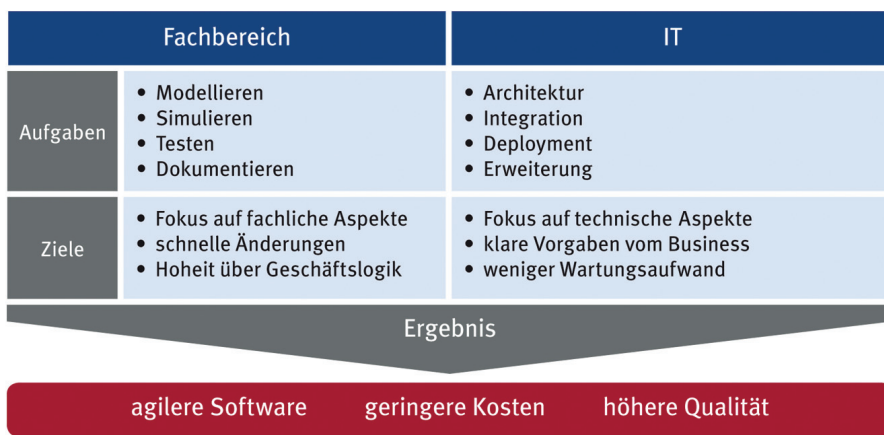 Fachbereich
IT
Aufgaben
• Modellieren
• Simulieren
• Testen
• Dokumentieren
• Architektur
• Integration
• Deployment
• Erweiterung
Ziele
• Fokus auf fachliche Aspekte
• schnelle Änderungen
• Hoheit über Geschäftslogik
• Fokus auf technische Aspekte
• klare Vorgaben vom Business
• weniger Wartungsaufwand
Ergebnis
agilere Software geringere Kosten höhere Qualität